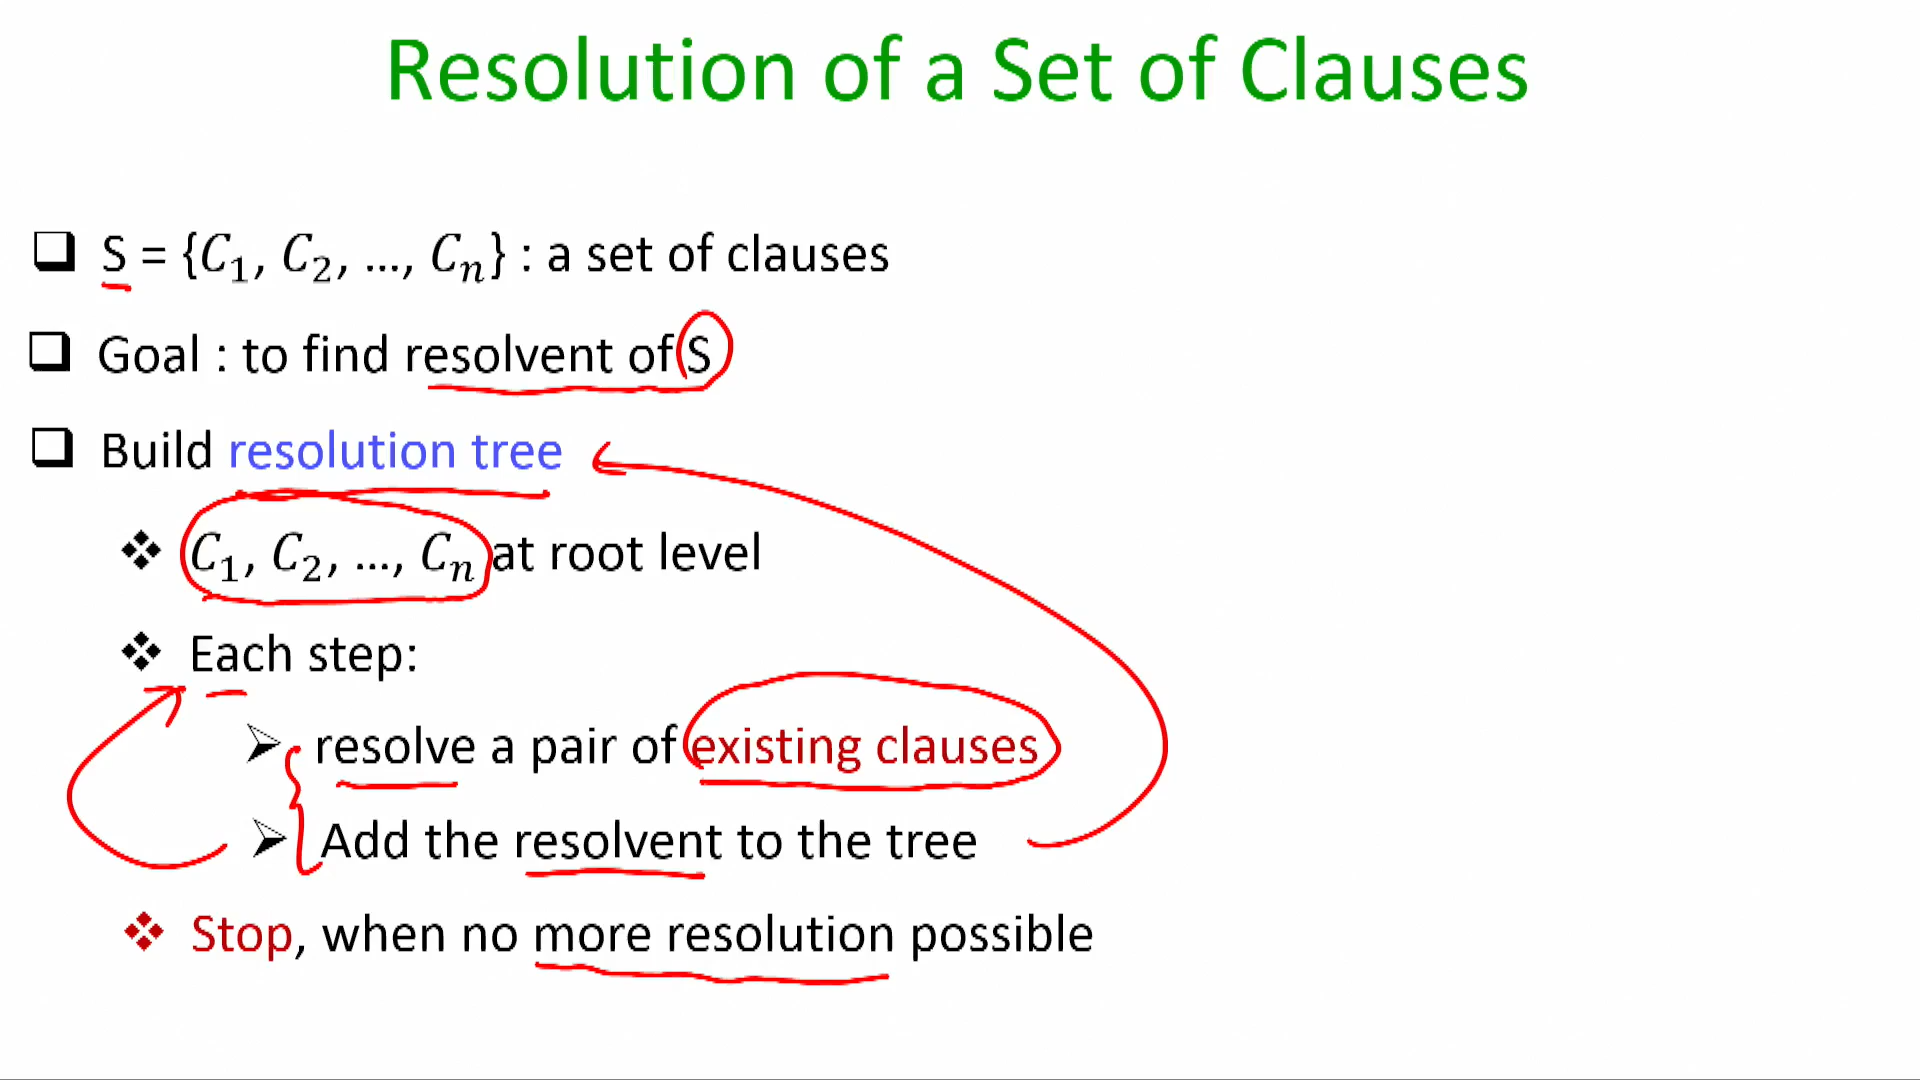 Resolution of a Set of Clauses
S = {C₁, C₂, ..., Cₙ} : a set of clauses
Goal : to find resolvent of S
Build resolution tree
C₁, C₂, ..., Cₙ at root level
Each step:
resolve a pair of existing clauses
Add the resolvent to the tree
Stop, when no more resolution possible